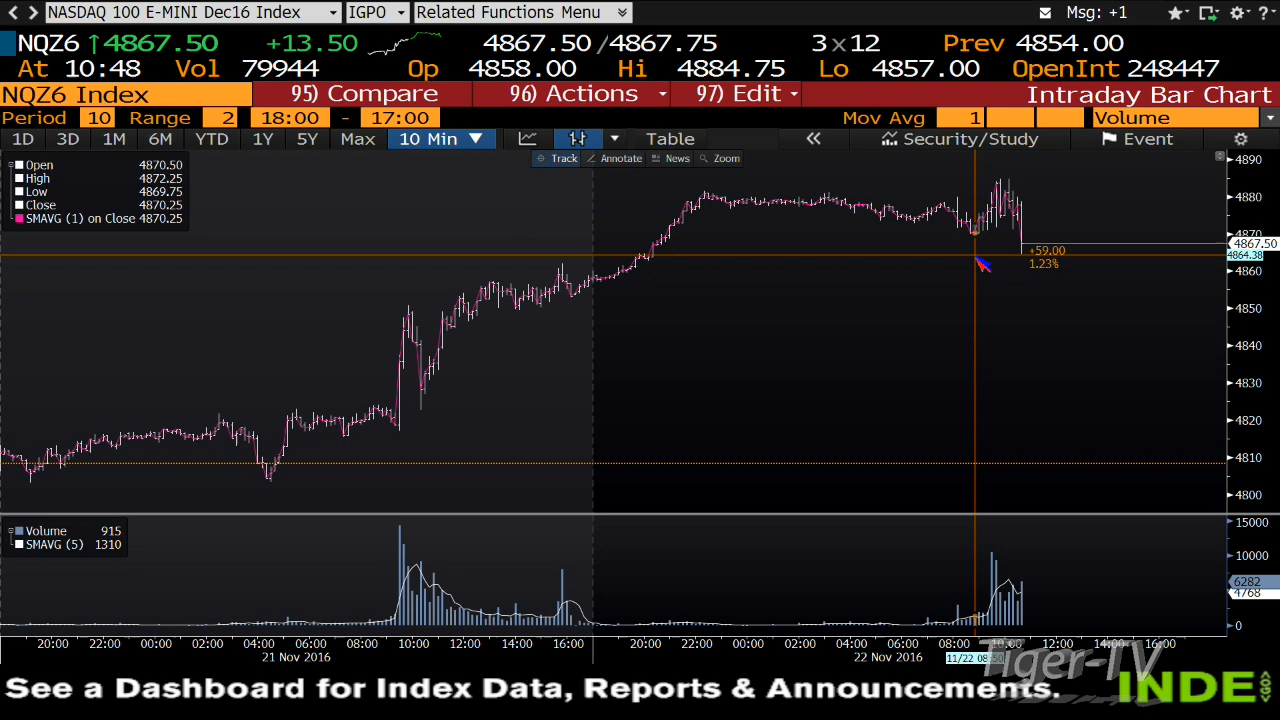 NASDAQ 100 E-MINI Dec16 Index IGPO Related Functions Menu Msg: +1
NQZ6 ↑4867.50 +13.50 4867.50/4867.75 3x12 Prev 4854.00
At 10:48 Vol 79944 Op 4858.00 Hi 4884.75 Lo 4857.00 OpenInt 248447
NQZ6 Index 95) Compare 96) Actions 97) Edit Intraday Bar Chart
Period 10 Range 2 18:00 - 17:00 Mov Avg 1 Volume
1D 3D 1M 6M YTD 1Y 5Y Max 10 Min ▼ Table « Security/Study Event
Track Annotate News Zoom
Open 4870.50
High 4872.25
Low 4869.75
Close 4870.25
SMAVG (1) on Close 4870.25
4890
4880
4870
4867.50
4864.38
4860
4850
4840
4830
4820
4810
4800
+59.00
1.23%
Volume 915
SMAVG (5) 1310
15000
10000
6282
4768
0
20:00 22:00 00:00 02:00 04:00 06:00 08:00 10:00 12:00 14:00 16:00 20:00 22:00 00:00 02:00 04:00 06:00 08:00 10:00 12:00 14:00 16:00
21 Nov 2016 22 Nov 2016 11/22 08:50
Tiger-TV
See a Dashboard for Index Data, Reports & Announcements. INDE